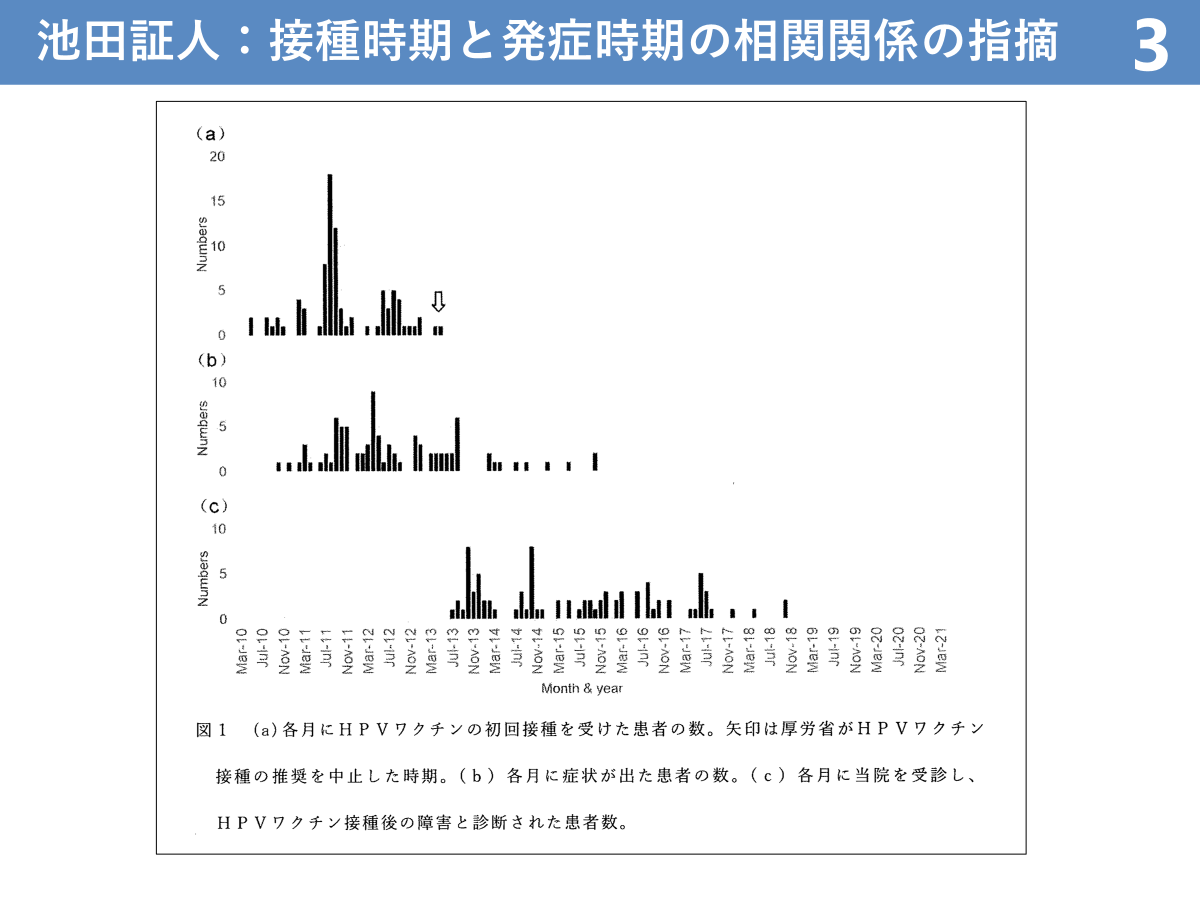 池田証人：接種時期と発症時期の相関関係の指摘 3
(a)
20
15
10
5
0
Numbers
(b)
10
5
0
Numbers
(c)
10
5
0
Numbers
Mar-10 Jul-10 Nov-10 Mar-11 Jul-11 Nov-11 Mar-12 Jul-12 Nov-12 Mar-13 Jul-13 Nov-13 Mar-14 Jul-14 Nov-14 Mar-15 Jul-15 Nov-15 Mar-16 Jul-16 Nov-16 Mar-17 Jul-17 Nov-17 Mar-18 Jul-18 Nov-18 Mar-19 Jul-19 Nov-19 Mar-20 Jul-20 Nov-20 Mar-21
Month & year
図１　(a)各月にＨＰＶワクチンの初回接種を受けた患者の数。矢印は厚労省がＨＰＶワクチン
接種の推奨を中止した時期。（ｂ）各月に症状が出た患者の数。（ｃ）各月に当院を受診し、
ＨＰＶワクチン接種後の障害と診断された患者数。